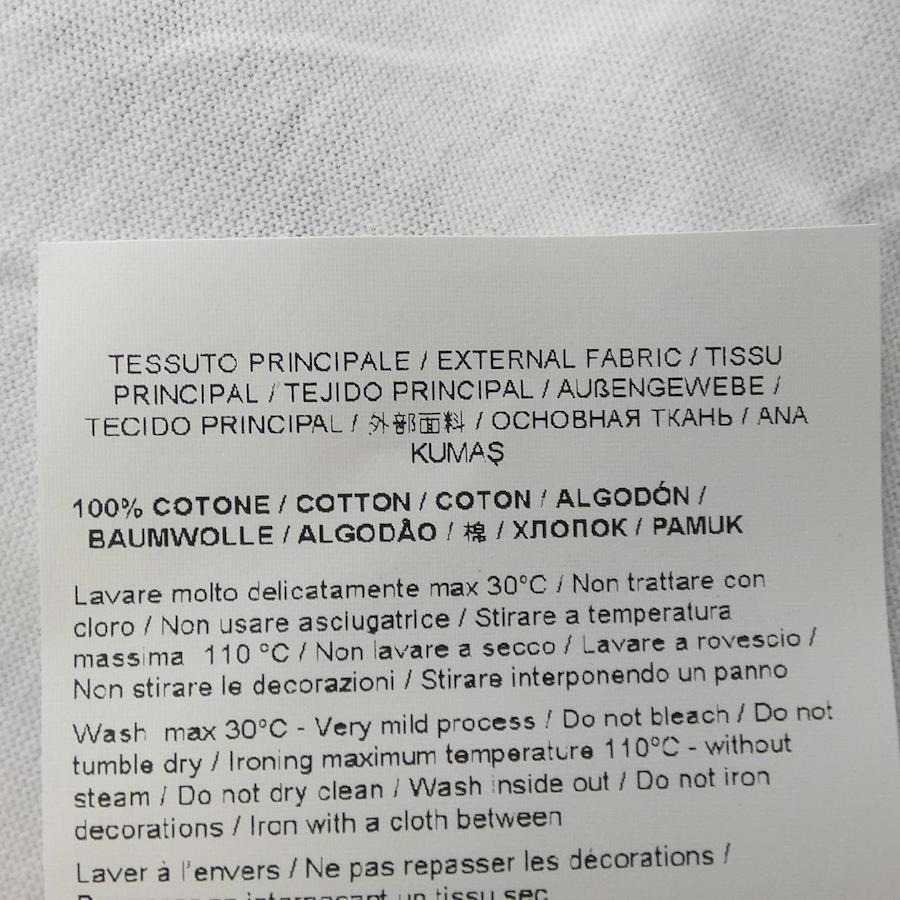 TESSUTO PRINCIPALE / EXTERNAL FABRIC / TISSU
PRINCIPAL / TEJIDO PRINCIPAL / AUßENGEWEBE /
TECIDO PRINCIPAL / 外部面料 / ОСНОВНАЯ ТКАНЬ / ANA
KUMAŞ
100% COTONE / COTTON / COTON / ALGODÓN /
BAUMWOLLE / ALGODÃO / 棉 / ХЛОПОК / PAMUK
Lavare molto delicatamente max 30°C / Non trattare con
cloro / Non usare asciugatrice / Stirare a temperatura
massima 110 °C / Non lavare a secco / Lavare a rovescio /
Non stirare le decorazioni / Stirare interponendo un panno
Wash max 30°C - Very mild process / Do not bleach / Do not
tumble dry / Ironing maximum temperature 110°C - without
steam / Do not dry clean / Wash inside out / Do not iron
decorations / Iron with a cloth between
Laver à l'envers / Ne pas repasser les décorations /
un tissu sec